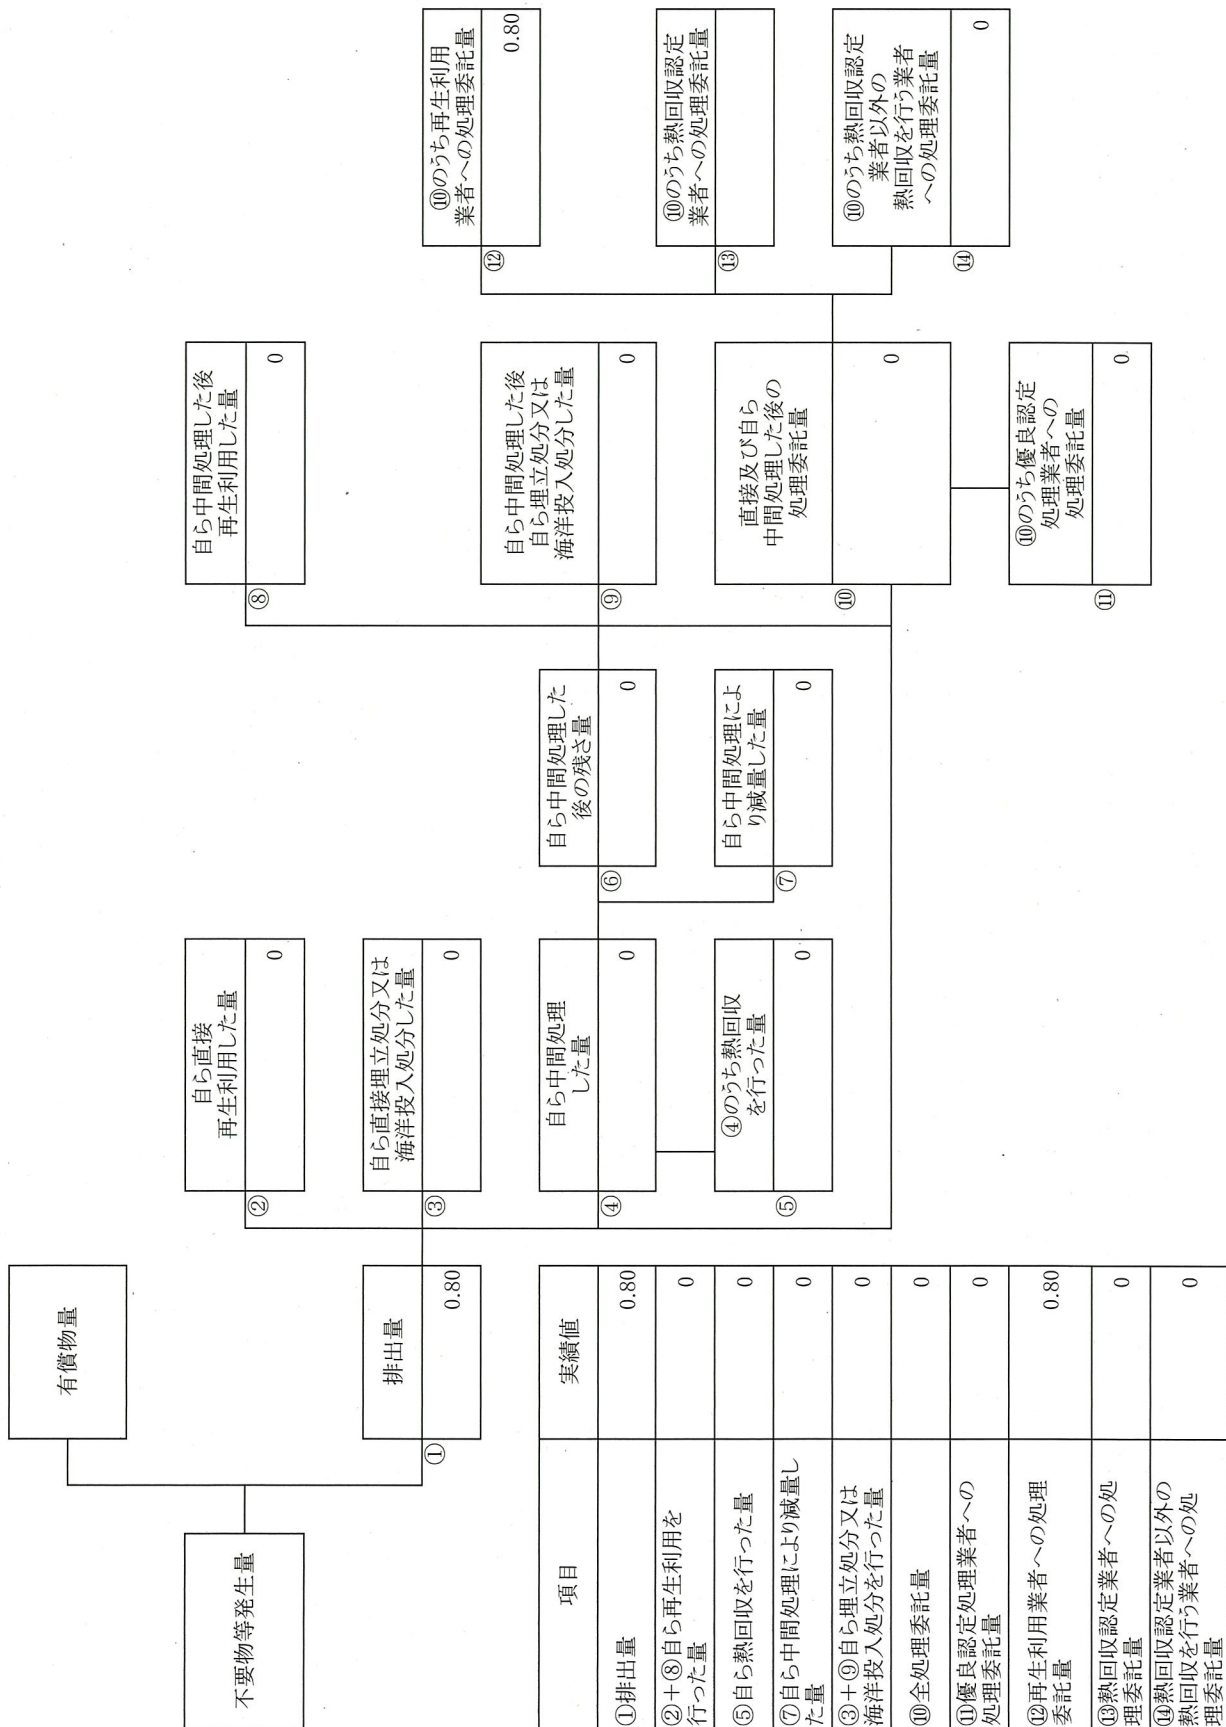 有償物量
不要物等発生量
①
排出量
0.80
②
自ら直接
再生利用した量
0
③
自ら直接埋立処分又は
海洋投入処分した量
0
④
自ら中間処理
した量
0
⑤
④のうち熱回収
を行った量
0
⑥
自ら中間処理した
後の残さ量
0
⑦
自ら中間処理によ
り減量した量
0
⑧
自ら中間処理した後
再生利用した量
0
⑨
自ら中間処理した後
自ら埋立処分又は
海洋投入処分した量
0
⑩
直接及び自ら
中間処理した後の
処理委託量
0
⑪
⑩のうち優良認定
処理業者への
処理委託量
0
⑫
⑩のうち再生利用
業者への処理委託量
0.80
⑬
⑩のうち熱回収認定
業者への処理委託量
⑭
⑩のうち熱回収認定
業者以外の
熱回収を行う業者
への処理委託量
0
項目
実績値
①排出量
0.80
②+⑧自ら再生利用を
行った量
0
⑤自ら熱回収を行った量
0
⑦自ら中間処理により減量し
た量
0
③+⑨自ら埋立処分又は
海洋投入処分を行った量
0
⑩全処理委託量
0
⑪優良認定処理業者への
処理委託量
0
⑫再生利用業者への処理
委託量
0.80
⑬熱回収認定業者への処
理委託量
0
⑭熱回収認定業者以外の
熱回収を行う業者への処
理委託量
0